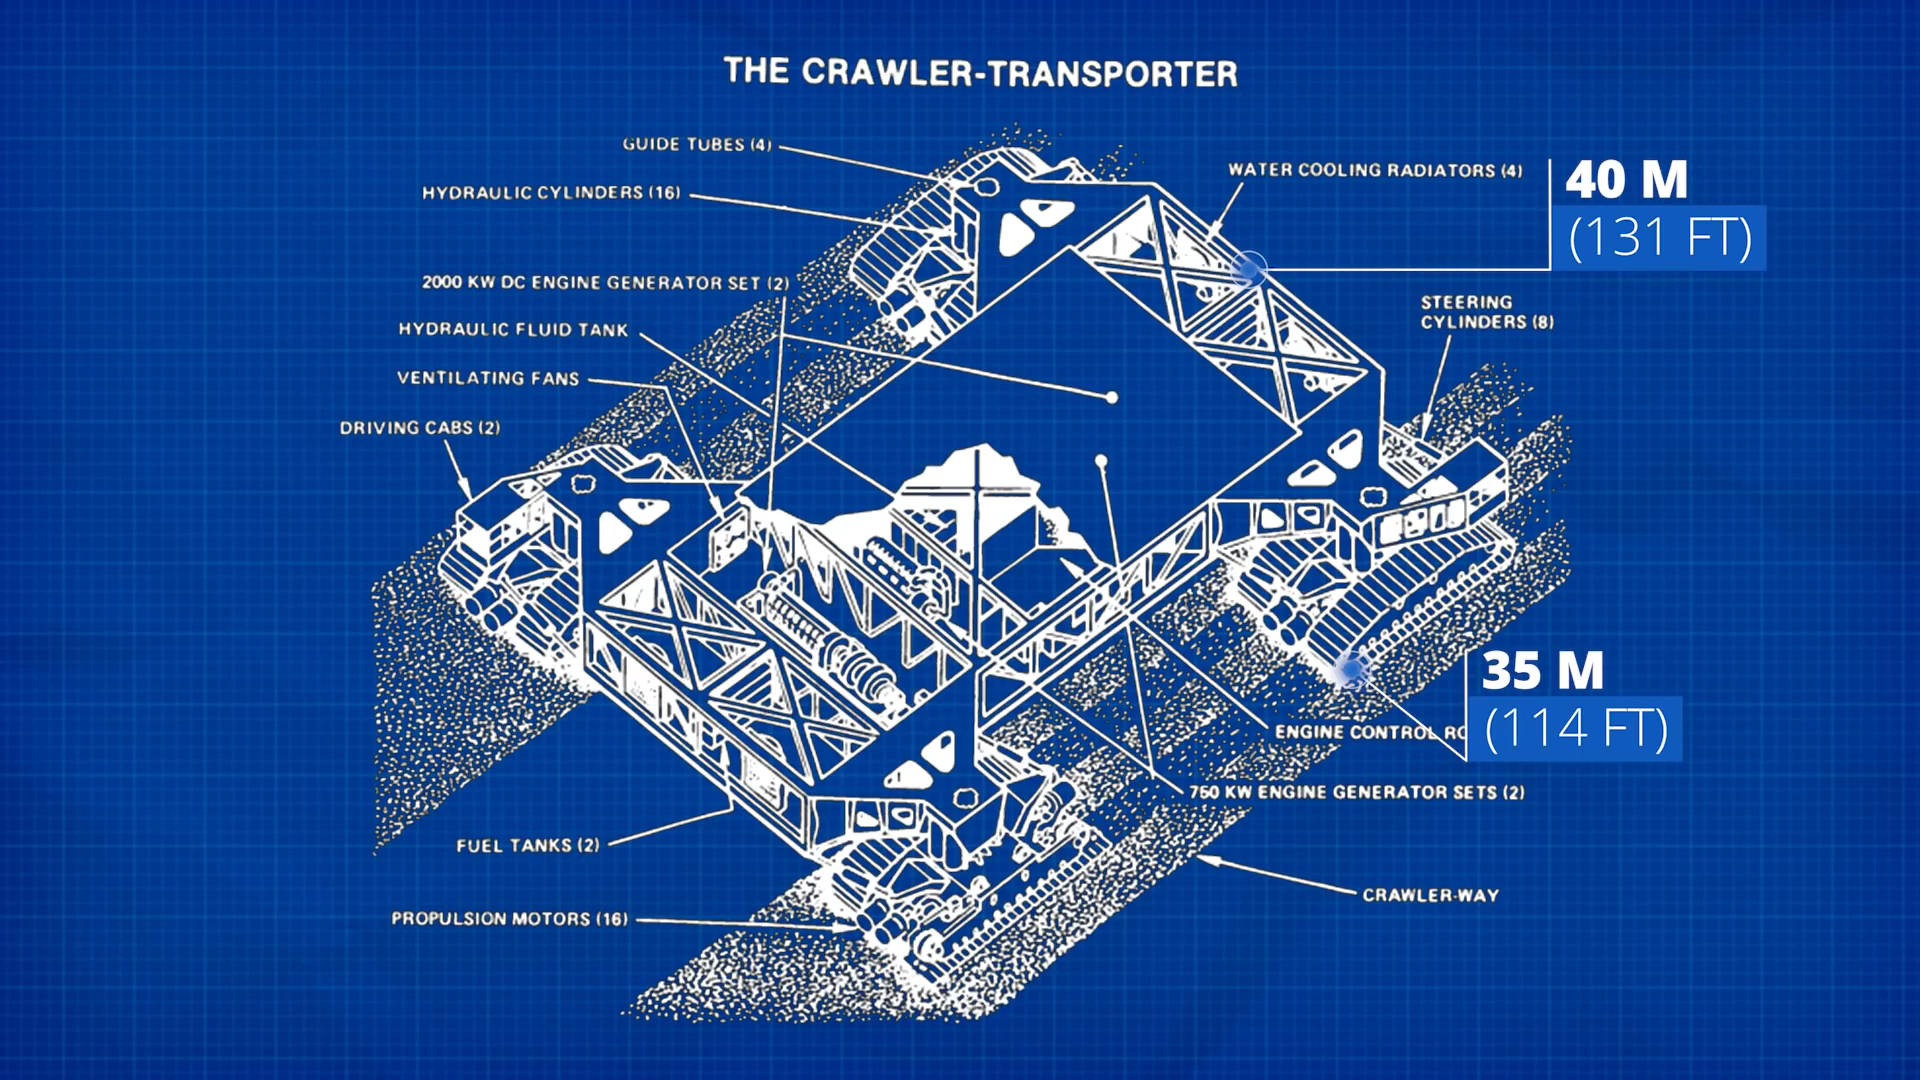 THE CRAWLER-TRANSPORTER
GUIDE TUBES (4)
WATER COOLING RADIATORS (4)
40 M
(131 FT)
HYDRAULIC CYLINDERS (16)
2000 KW DC ENGINE GENERATOR SET (2)
STEERING
CYLINDERS (8)
HYDRAULIC FLUID TANK
VENTILATING FANS
DRIVING CABS (2)
35 M
(114 FT)
ENGINE CONTROL
750 KW ENGINE GENERATOR SETS (2)
FUEL TANKS (2)
CRAWLER-WAY
PROPULSION MOTORS (16)